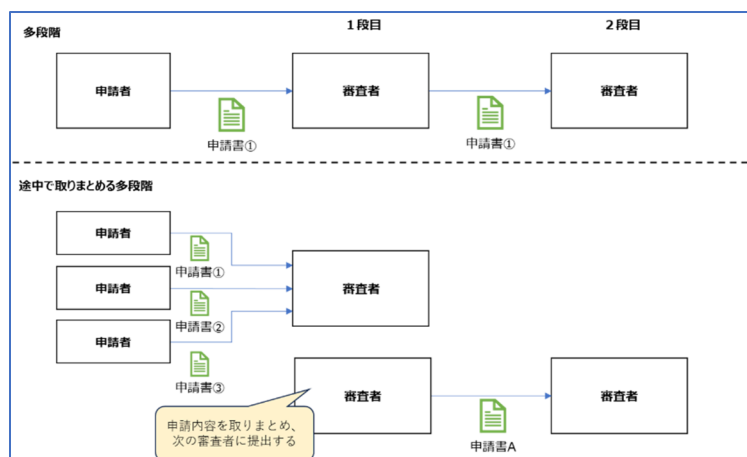 １段目
２段目
多段階
申請者
審査者
審査者
申請書①
申請書①
途中で取りまとめる多段階
申請者
申請書①
申請者
審査者
申請書②
申請者
申請書③
審査者
審査者
申請内容を取りまとめ、
次の審査者に提出する
申請書A